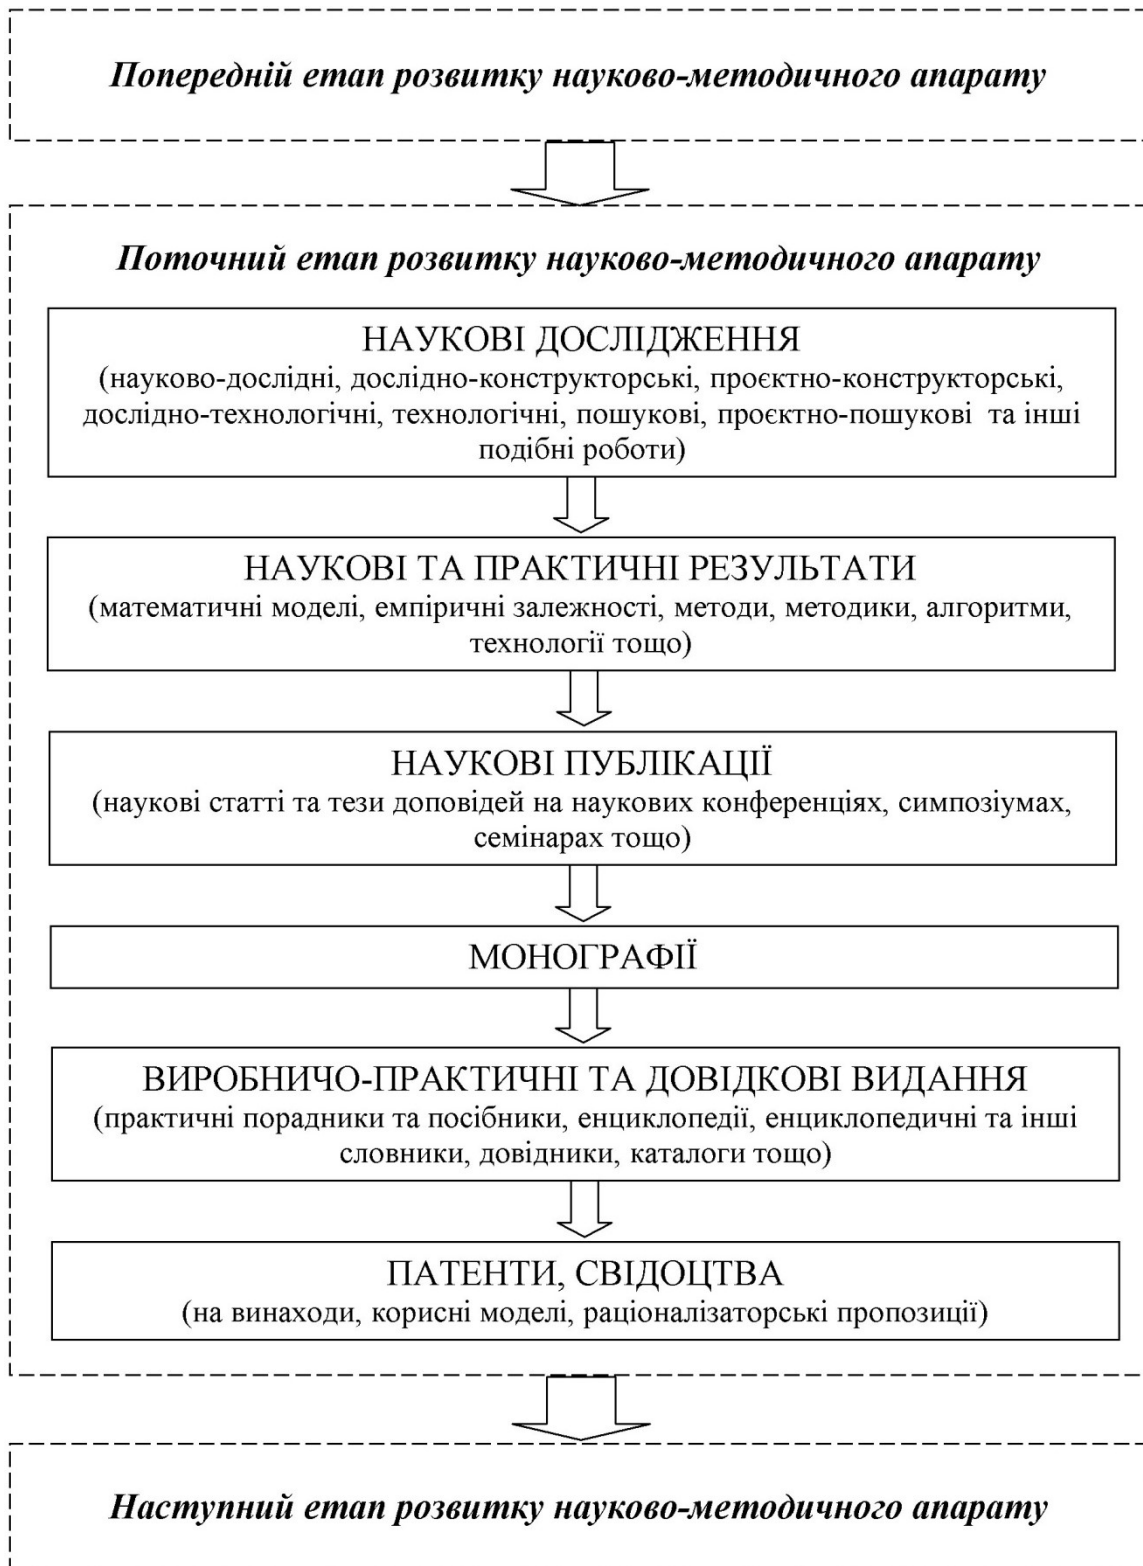 Попередній етап розвитку науково-методичного апарату
Поточний етап розвитку науково-методичного апарату
НАУКОВІ ДОСЛІДЖЕННЯ
(науково-дослідні, дослідно-конструкторські, проєктно-конструкторські,
дослідно-технологічні, технологічні, пошукові, проєктно-пошукові та інші
подібні роботи)
НАУКОВІ ТА ПРАКТИЧНІ РЕЗУЛЬТАТИ
(математичні моделі, емпіричні залежності, методи, методики, алгоритми,
технології тощо)
НАУКОВІ ПУБЛІКАЦІЇ
(наукові статті та тези доповідей на наукових конференціях, симпозіумах,
семінарах тощо)
МОНОГРАФІЇ
ВИРОБНИЧО-ПРАКТИЧНІ ТА ДОВІДКОВІ ВИДАННЯ
(практичні порадники та посібники, енциклопедії, енциклопедичні та інші
словники, довідники, каталоги тощо)
ПАТЕНТИ, СВІДОЦТВА
(на винаходи, корисні моделі, раціоналізаторські пропозиції)
Наступний етап розвитку науково-методичного апарату